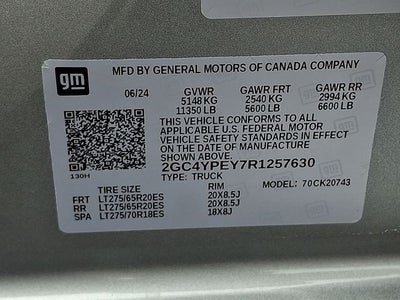 gm
MFD BY GENERAL MOTORS OF CANADA COMPANY
06/24 GVWR GAWR FRT GAWR RR
5148 KG 2540 KG 2994 KG
11350 LB 5600 LB 6600 LB
THIS VEHICLE CONFORMS TO ALL
APPLICABLE U.S. FEDERAL MOTOR
VEHICLE SAFETY STANDARDS IN EFFECT
ON THE DATE OF MANUFACTURE SHOWN ABOVE.
2GC4YPEY7R1257630
130H TYPE: TRUCK MODEL: 70CK20743
TIRE SIZE RIM
FRT LT275/65R20ES 20X8.5J
RR LT275/65R20ES 20X8.5J
SPA LT275/70R18ES 18X8J